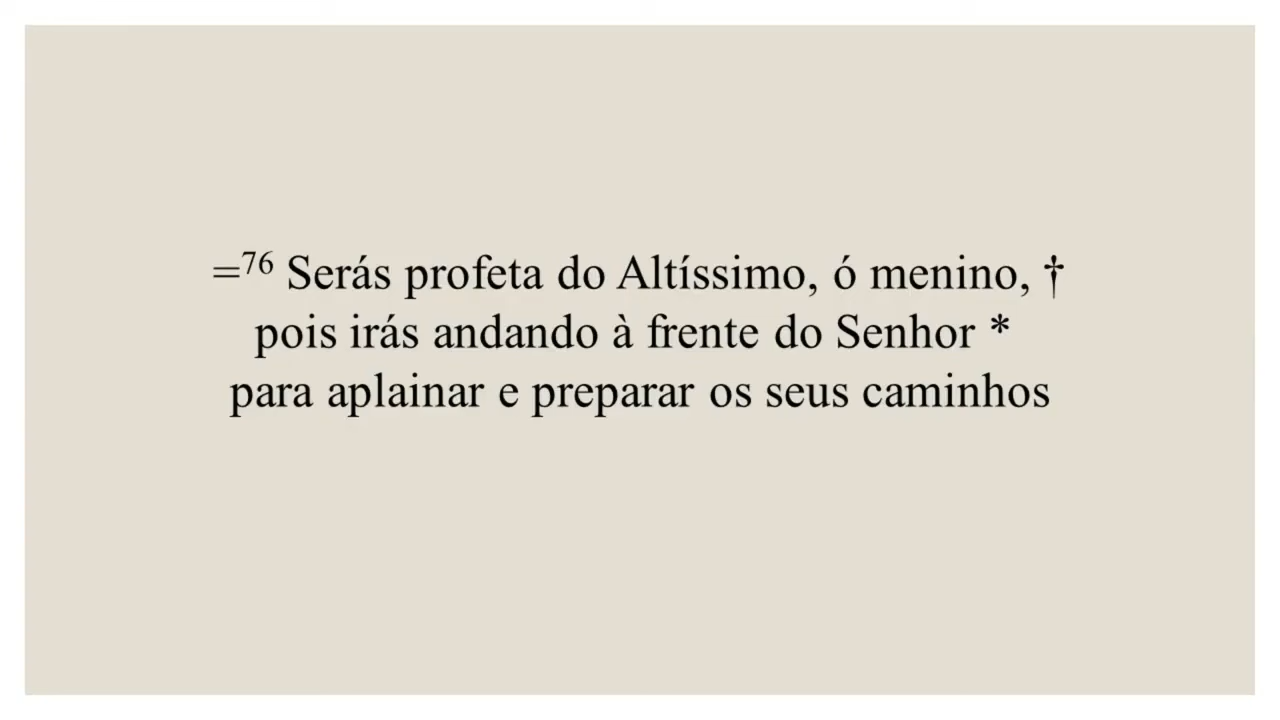 =76 Serás profeta do Altíssimo, ó menino, †
pois irás andando à frente do Senhor *
para aplainar e preparar os seus caminhos